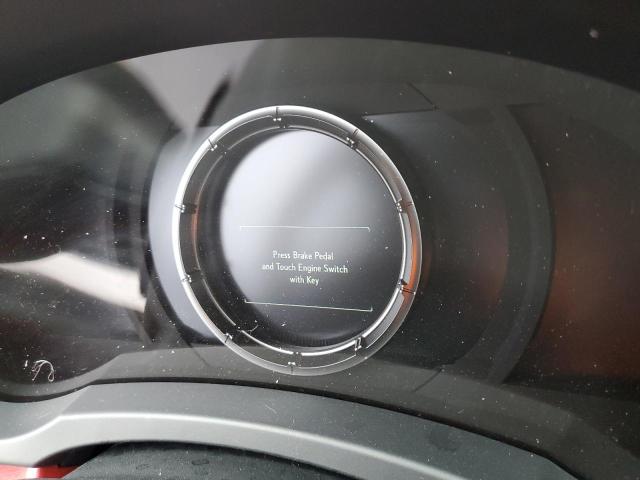 Press Brake Pedal
and Touch Engine Switch
with Key